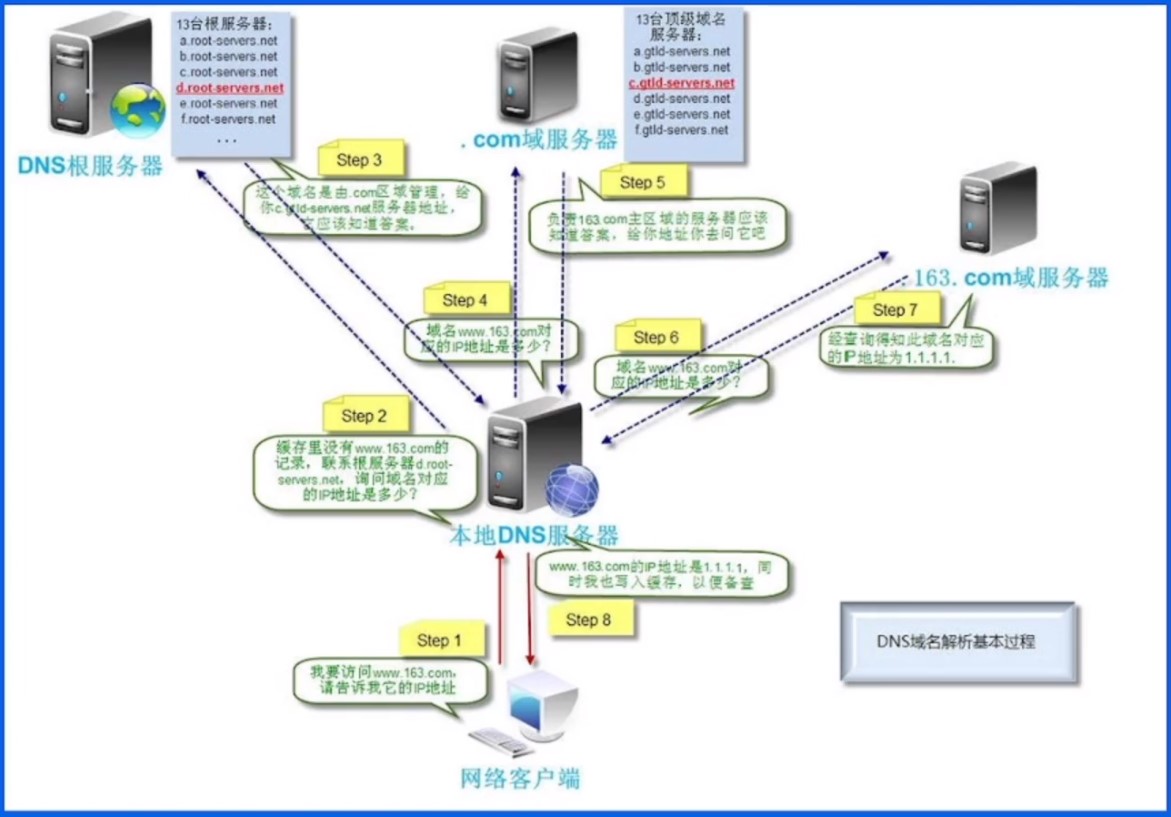 13台根服务器：
a.root-servers.net
b.root-servers.net
c.root-servers.net
d.root-servers.net
e.root-servers.net
f.root-servers.net
...
DNS根服务器
13台顶级域名
服务器：
a.gtld-servers.net
b.gtld-servers.net
c.gtld-servers.net
d.gtld-servers.net
e.gtld-servers.net
f.gtld-servers.net
.com域服务器
Step 3
这个域名是由.com区域管理，给
你c.gtld-servers.net服务器地址，
它应该知道答案。
Step 5
负责163.com主区域的服务器应该
知道答案，给你地址你去问它吧
.163.com域服务器
Step 4
域名www.163.com对
应的IP地址是多少？
Step 6
域名www.163.com对
应的IP地址是多少？
Step 7
经查询得知此域名对应
的IP地址为1.1.1.1.
Step 2
缓存里没有www.163.com的
记录，联系根服务器d.root-
servers.net，询问域名对应
的IP地址是多少？
本地DNS服务器
www.163.com的IP地址是1.1.1.1，同
时我也写入缓存，以便备查
Step 8
Step 1
我要访问www.163.com，
请告诉我它的IP地址
网络客户端
DNS域名解析基本过程